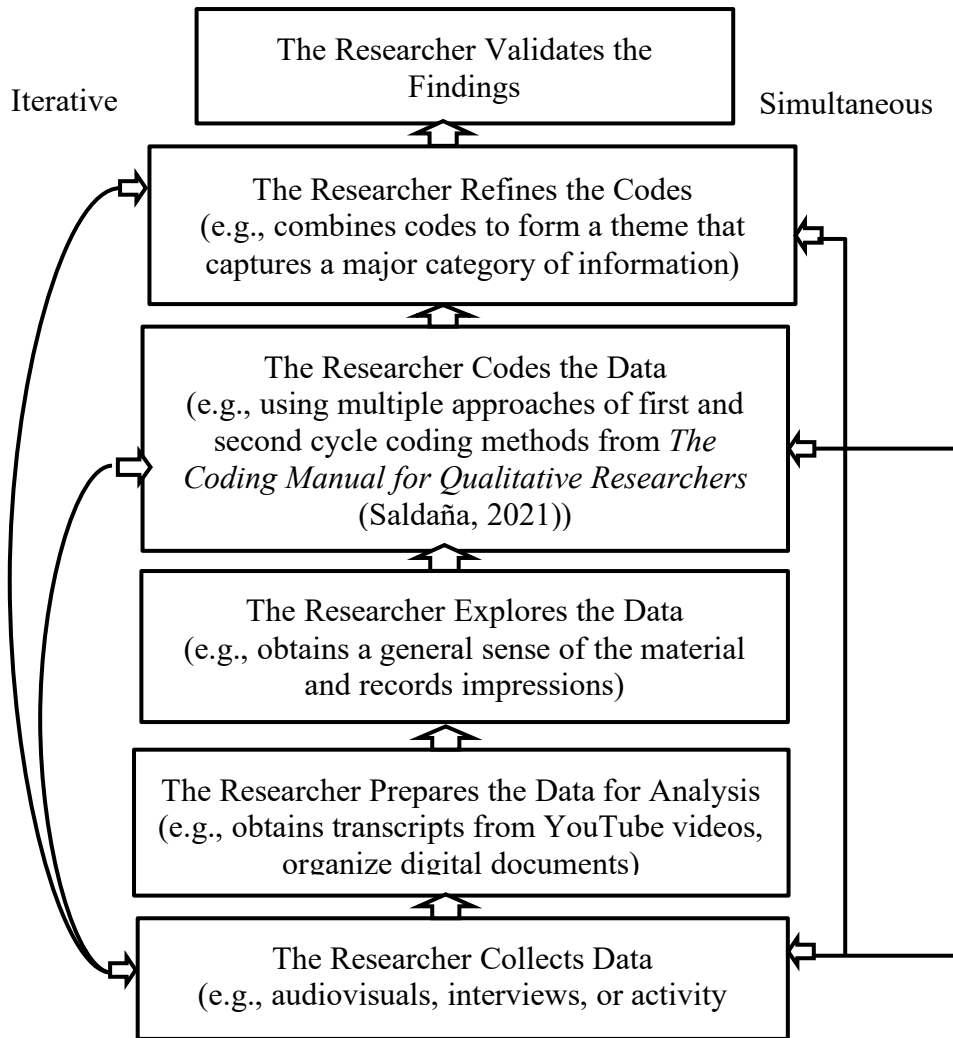 The Researcher Validates the
Findings
Iterative
Simultaneous
The Researcher Refines the Codes
(e.g., combines codes to form a theme that
captures a major category of information)
The Researcher Codes the Data
(e.g., using multiple approaches of first and
second cycle coding methods from The
Coding Manual for Qualitative Researchers
(Saldaña, 2021))
The Researcher Explores the Data
(e.g., obtains a general sense of the material
and records impressions)
The Researcher Prepares the Data for Analysis
(e.g., obtains transcripts from YouTube videos,
organize digital documents)
The Researcher Collects Data
(e.g., audiovisuals, interviews, or activity